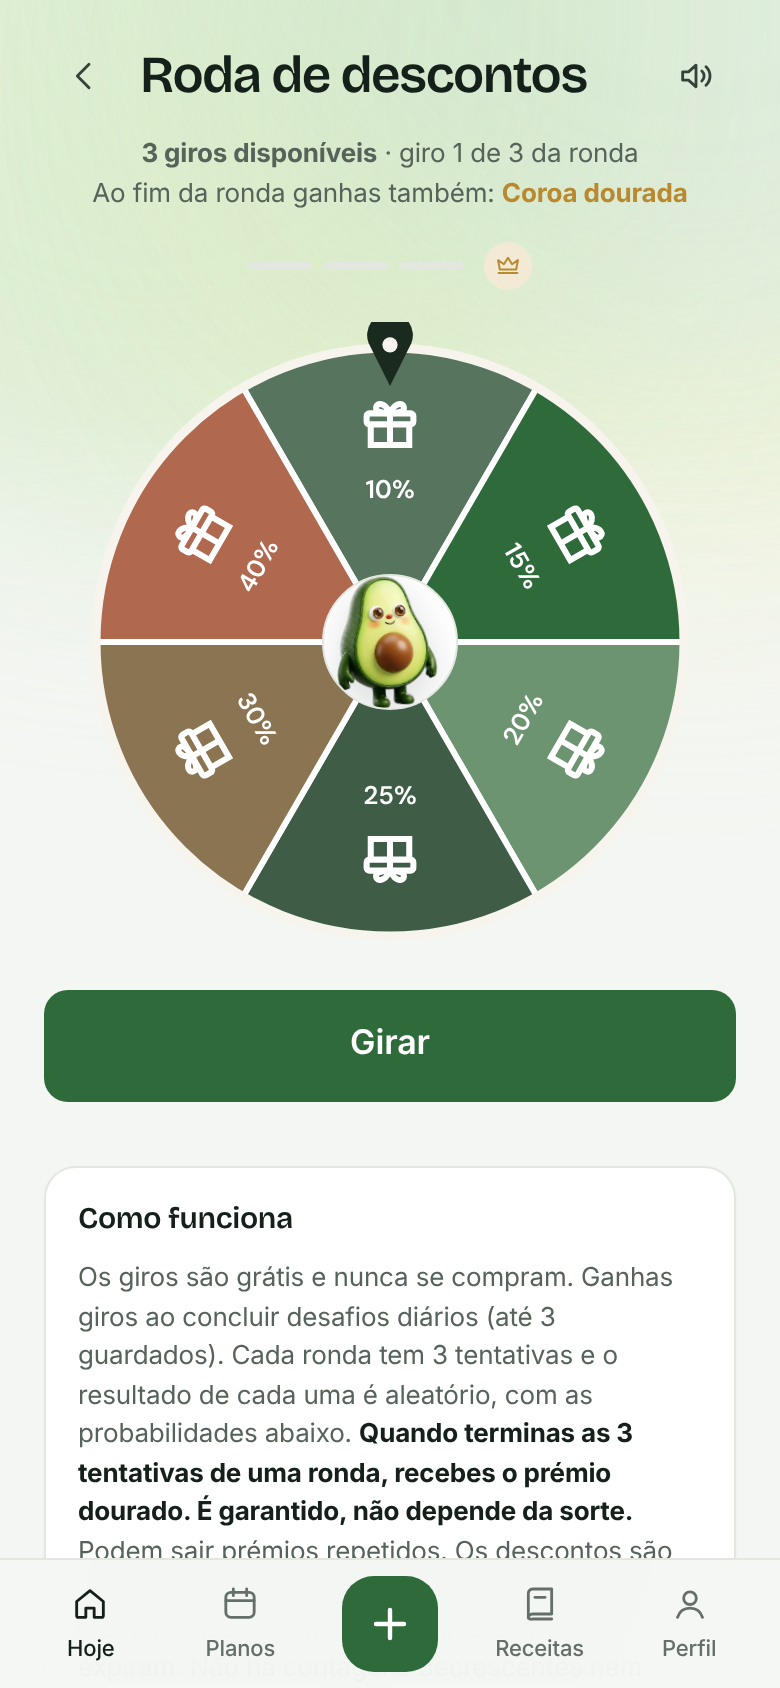 Roda de descontos
3 giros disponíveis · giro 1 de 3 da ronda
Ao fim da ronda ganhas também: Coroa dourada
10%
15%
20%
25%
30%
40%
Girar
Como funciona
Os giros são grátis e nunca se compram. Ganhas
giros ao concluir desafios diários (até 3
guardados). Cada ronda tem 3 tentativas e o
resultado de cada uma é aleatório, com as
probabilidades abaixo. Quando terminas as 3
tentativas de uma ronda, recebes o prémio
dourado. É garantido, não depende da sorte.
Podem sair prémios repetidos. Os descontos são
Hoje
Planos
Receitas
Perfil